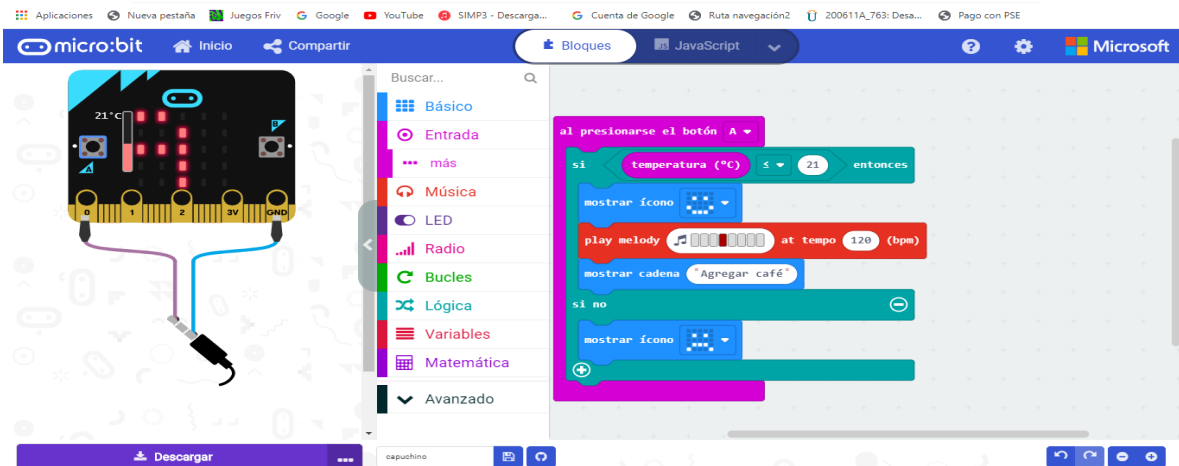 Aplicaciones Nueva pestaña Juegos Friv Google YouTube SIMP3 - Descarga... Cuenta de Google Ruta navegación2 200611A_763: Desa... Pago con PSE
micro:bit Inicio Compartir Bloques JS JavaScript ? Microsoft
21°C
B
A
0 1 2 3V GND
Buscar...
Básico
Entrada
más
Música
LED
Radio
Bucles
Lógica
Variables
Matemática
Avanzado
al presionarse el botón A
si temperatura (°C) ≤ 21 entonces
mostrar ícono
play melody at tempo 120 (bpm)
mostrar cadena "Agregar café"
si no
mostrar ícono
Descargar ... capuchino